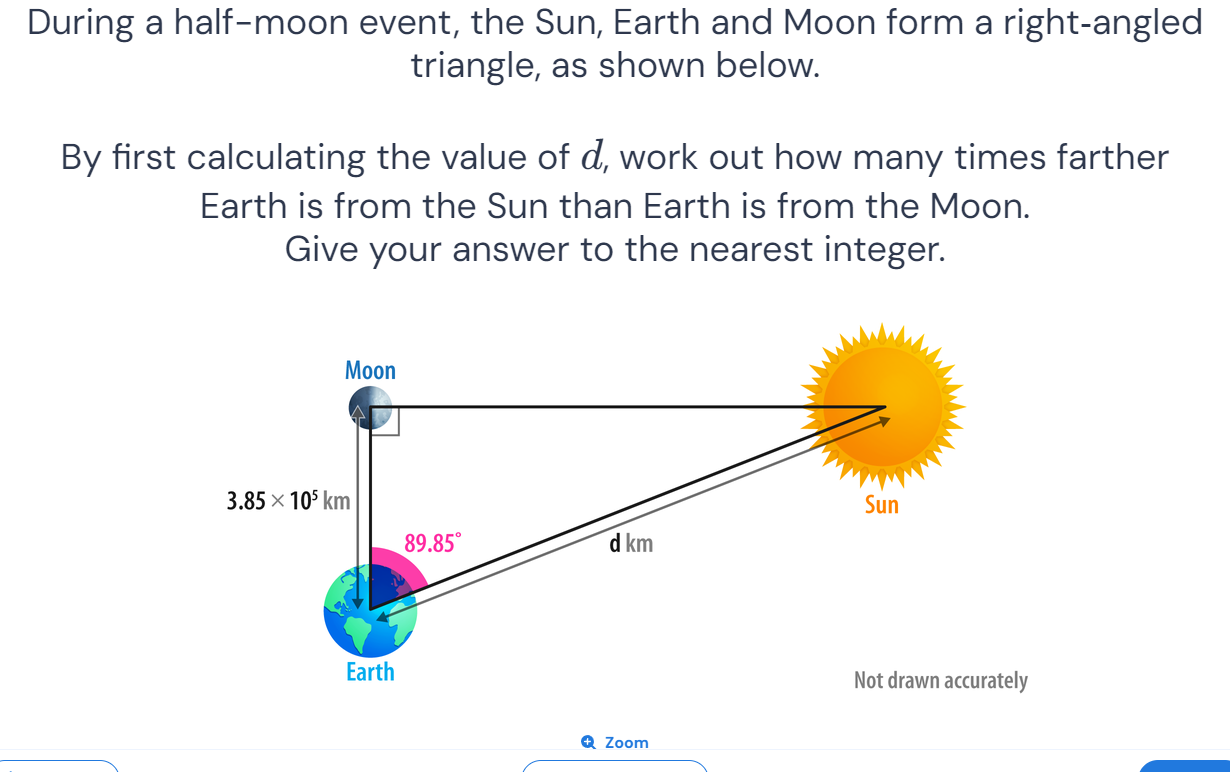 During a half-moon event, the Sun, Earth and Moon form a right-angled
triangle, as shown below.
By first calculating the value of d, work out how many times farther
Earth is from the Sun than Earth is from the Moon.
Give your answer to the nearest integer.
Moon
3.85 × 10⁵ km
Sun
89.85°
d km
Earth
Not drawn accurately
Zoom